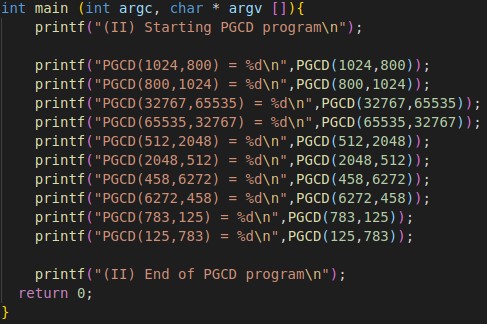 int main (int argc, char * argv []){
printf("(II) Starting PGCD program\n");
printf("PGCD(1024,800) = %d\n",PGCD(1024,800));
printf("PGCD(800,1024) = %d\n",PGCD(800,1024));
printf("PGCD(32767,65535) = %d\n",PGCD(32767,65535));
printf("PGCD(65535,32767) = %d\n",PGCD(65535,32767));
printf("PGCD(512,2048) = %d\n",PGCD(512,2048));
printf("PGCD(2048,512) = %d\n",PGCD(2048,512));
printf("PGCD(458,6272) = %d\n",PGCD(458,6272));
printf("PGCD(6272,458) = %d\n",PGCD(6272,458));
printf("PGCD(783,125) = %d\n",PGCD(783,125));
printf("PGCD(125,783) = %d\n",PGCD(125,783));
printf("(II) End of PGCD program\n");
return 0;
}